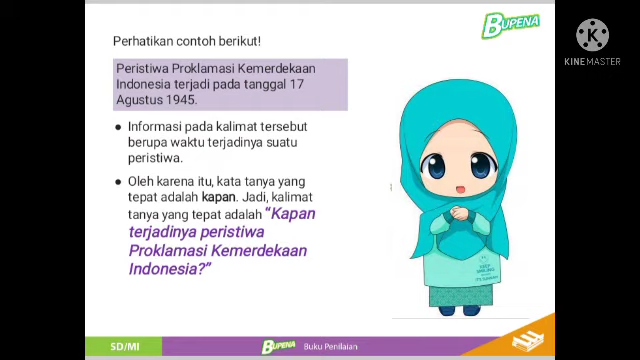 BUPENA
KINEMASTER
Perhatikan contoh berikut!
Peristiwa Proklamasi Kemerdekaan
Indonesia terjadi pada tanggal 17
Agustus 1945.
● Informasi pada kalimat tersebut
berupa waktu terjadinya suatu
peristiwa.
● Oleh karena itu, kata tanya yang
tepat adalah kapan. Jadi, kalimat
tanya yang tepat adalah "Kapan
terjadinya peristiwa
Proklamasi Kemerdekaan
Indonesia?"
SD/MI
BUPENA Buku Penilaian